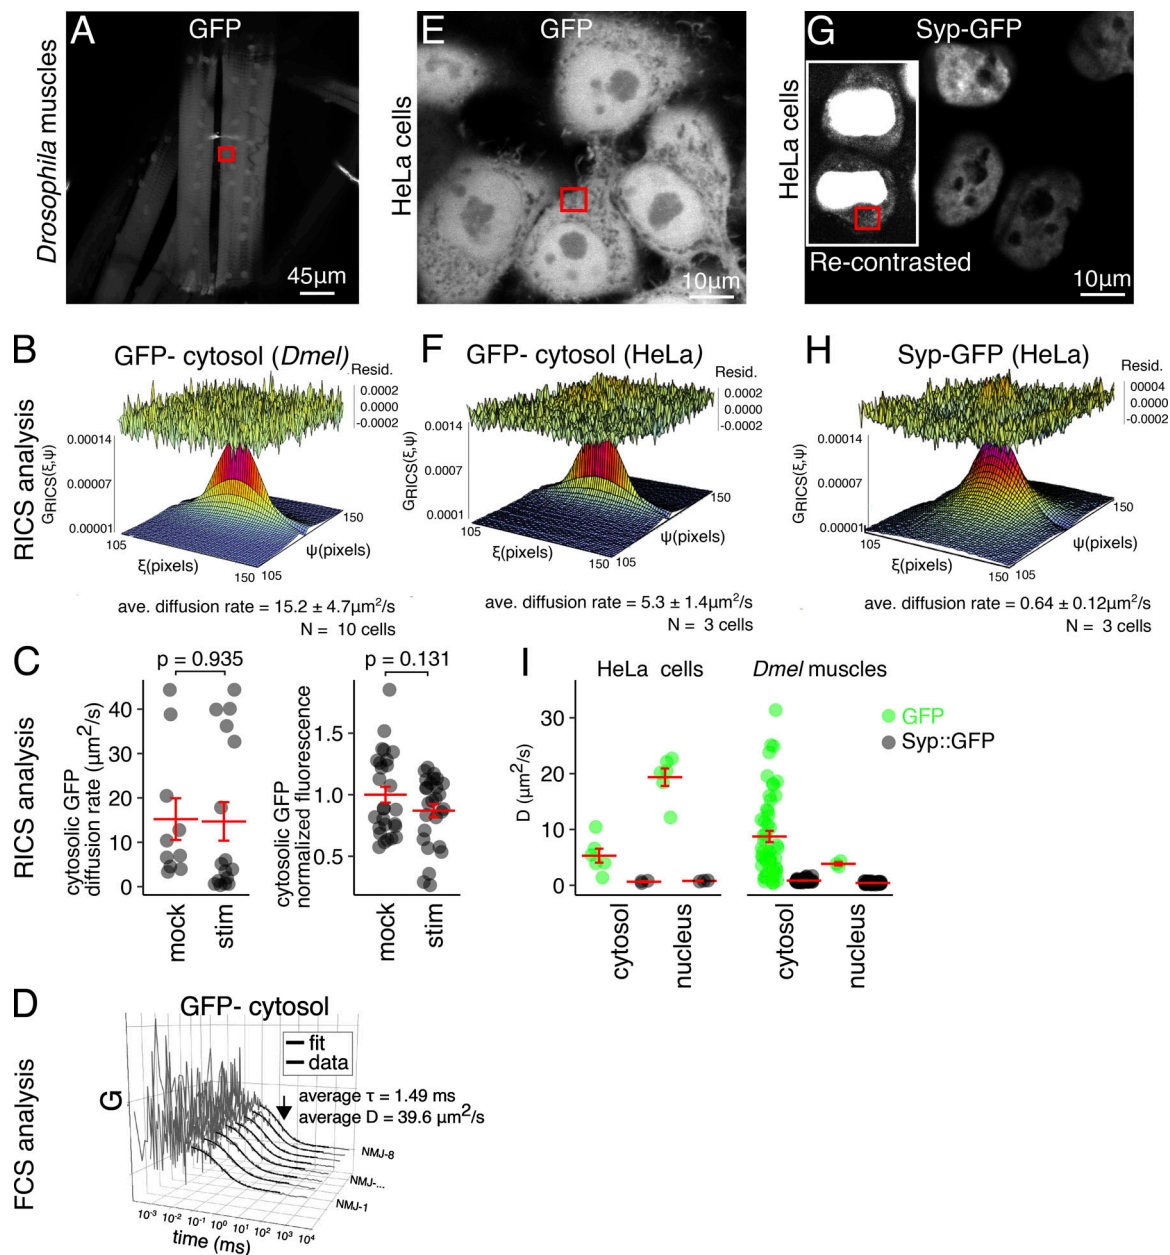 A
GFP
Drosophila muscles
45µm
E
GFP
HeLa cells
10µm
G
Syp-GFP
HeLa cells
Re-contrasted
10µm
RICS analysis
B
GFP- cytosol (Dmel)
Resid.
0.0002
0.0000
-0.0002
GRICS(ξ,ψ)
0.00014
0.00007
0.00001
105
ξ(pixels)
150
105
ψ(pixels)
150
ave. diffusion rate = 15.2 ± 4.7µm²/s
N = 10 cells
F
GFP- cytosol (HeLa)
Resid.
0.0002
0.0000
-0.0002
GRICS(ξ,ψ)
0.00014
0.0007
0.0001
105
ξ(pixels)
150
105
ψ(pixels)
150
ave. diffusion rate = 5.3 ± 1.4µm²/s
N = 3 cells
H
Syp-GFP (HeLa)
Resid.
00004
0.0000
-0.0002
GRICS(ξ,ψ)
0.00014
0.00007
0.00001
105
ξ(pixels)
150
105
ψ(pixels)
150
ave. diffusion rate = 0.64 ± 0.12µm²/s
N = 3 cells
RICS analysis
C
p = 0.935
cytosolic GFP
diffusion rate (µm²/s)
40
30
20
10
0
mock
stim
p = 0.131
cytosolic GFP
normalized fluorescence
1.5
1.0
0.5
mock
stim
I
HeLa cells
Dmel muscles
D (µm²/s)
30
20
10
0
cytosol
nucleus
cytosol
nucleus
GFP
Syp::GFP
FCS analysis
D
GFP- cytosol
fit
data
average τ = 1.49 ms
average D = 39.6 µm²/s
G
NMJ-8
NMJ-...
NMJ-1
10⁻³ 10⁻² 10⁻¹ 10⁰ 10¹ 10² 10³ 10⁴
time (ms)